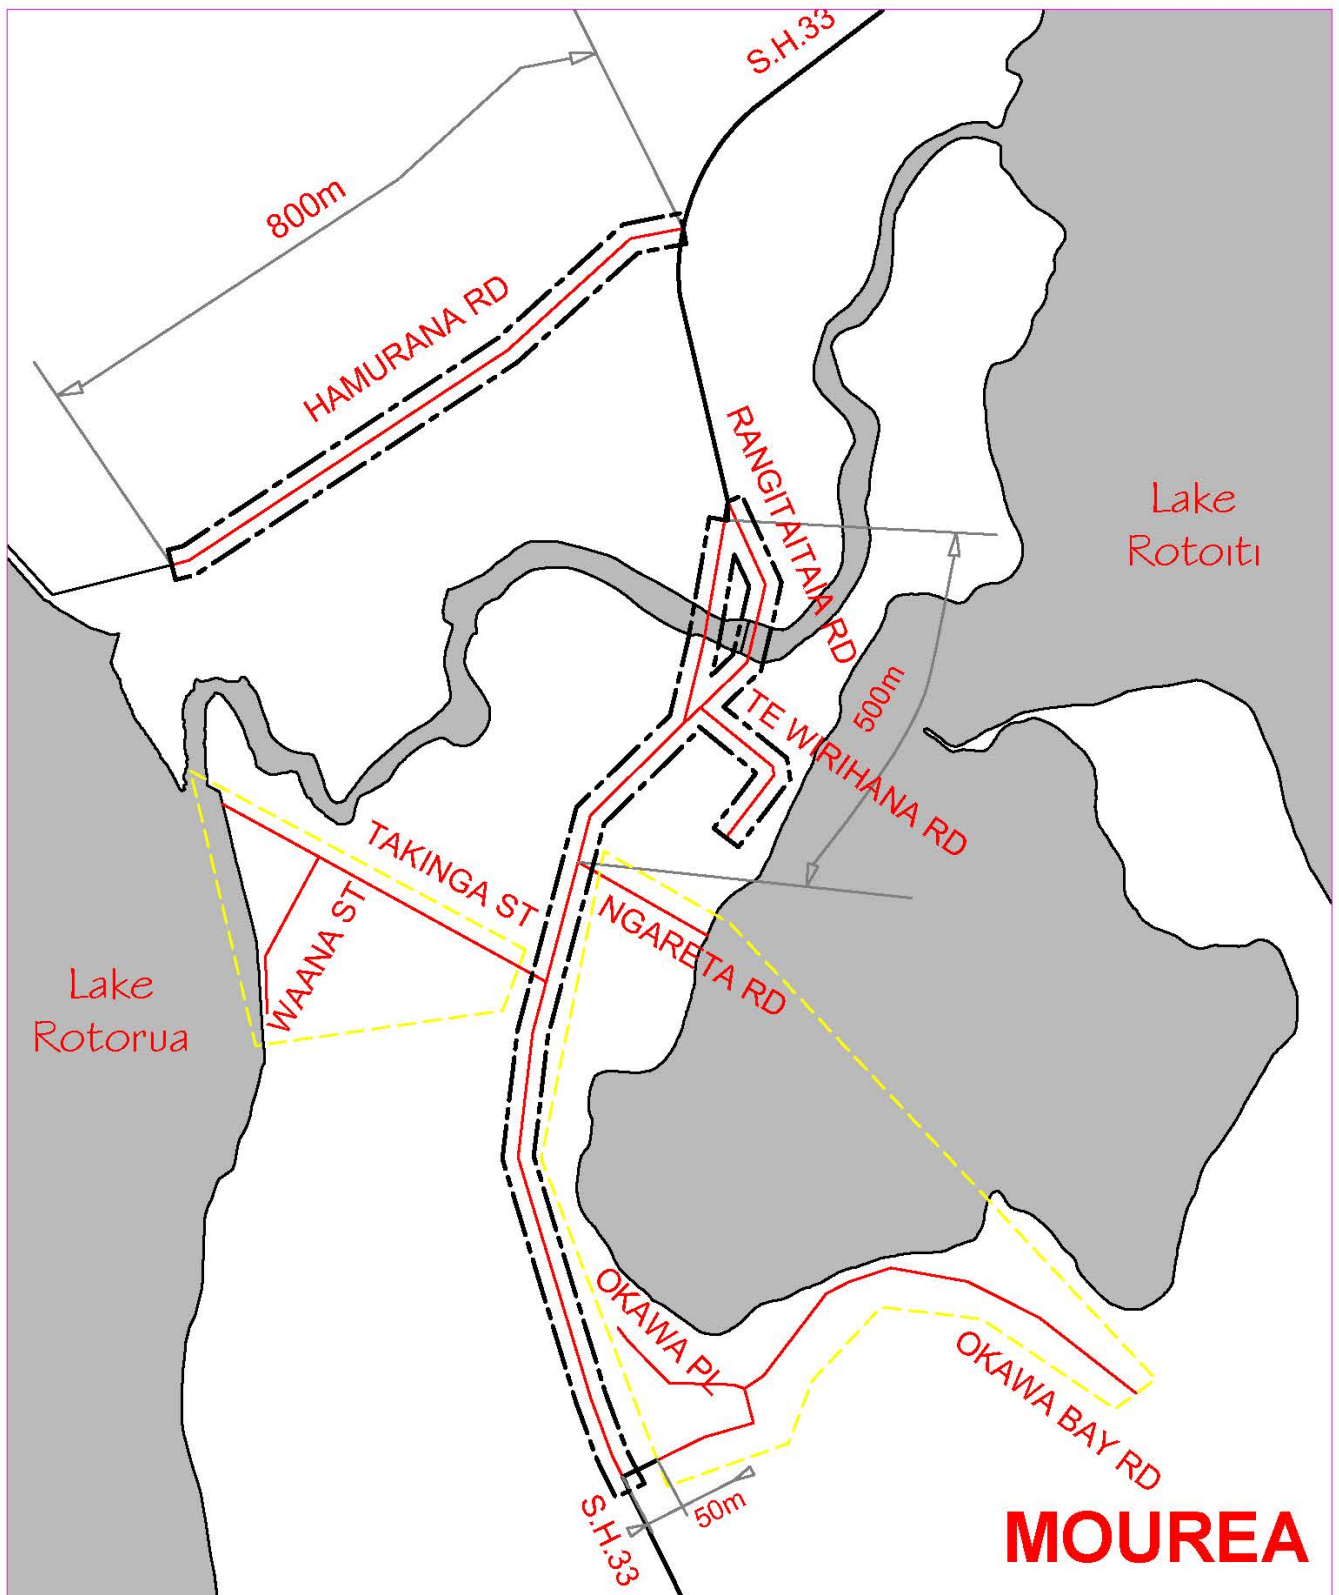 S.H.33
800m
HAMURANA RD
RANGITAITAIA RD
Lake
Rotoiti
500m
TE WIRIHANA RD
TAKINGA ST
WAANA ST
NGARETA RD
Lake
Rotorua
OKAWA PL
OKAWA BAY RD
50m
S.H.33
MOUREA